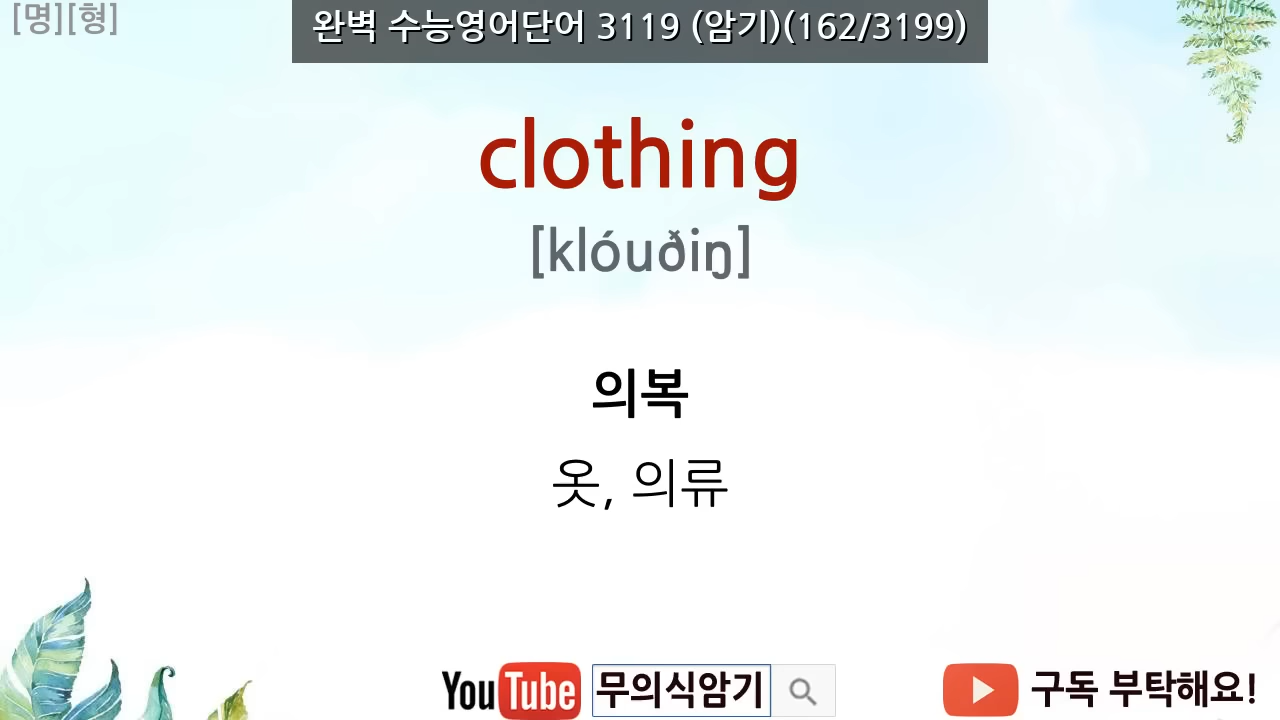 [명][형]
완벽 수능영어단어 3119 (암기)(162/3199)
clothing
[klóuðiŋ]
의복
옷, 의류
YouTube 무의식암기
구독 부탁해요!